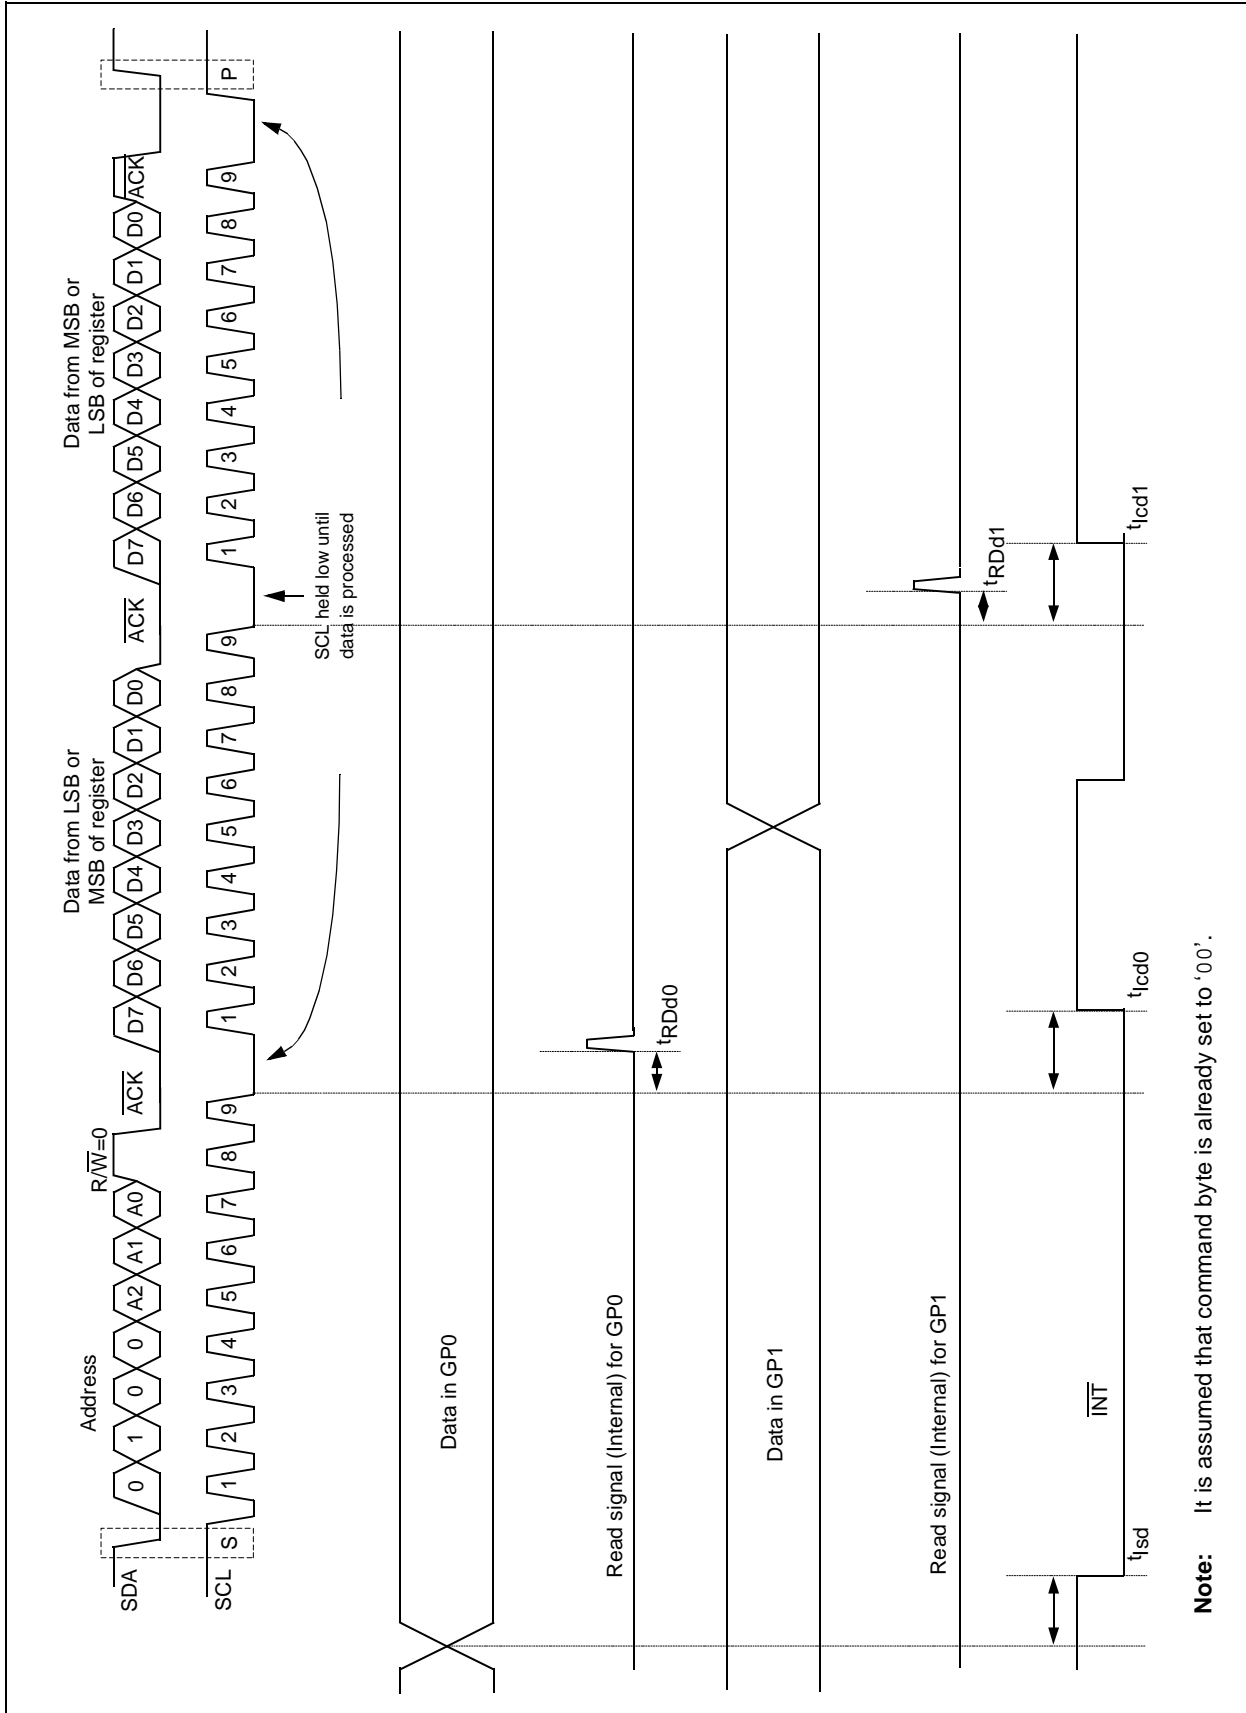 Address
R/W=0
Data from LSB or
MSB of register
Data from MSB or
LSB of register
SDA
0 1 0 0 0 A2 A1 A0 ACK D7 D6 D5 D4 D3 D2 D1 D0 ACK D7 D6 D5 D4 D3 D2 D1 D0 ACK
SCL
S 1 2 3 4 5 6 7 8 9 1 2 3 4 5 6 7 8 9 1 2 3 4 5 6 7 8 9 P
SCL held low until
data is processed
Data in GP0
Read signal (Internal) for GP0
tRDd0
Data in GP1
Read signal (Internal) for GP1
tRDd1
INT
tIsd
tIcd0
tIcd1
Note: It is assumed that command byte is already set to '00'.